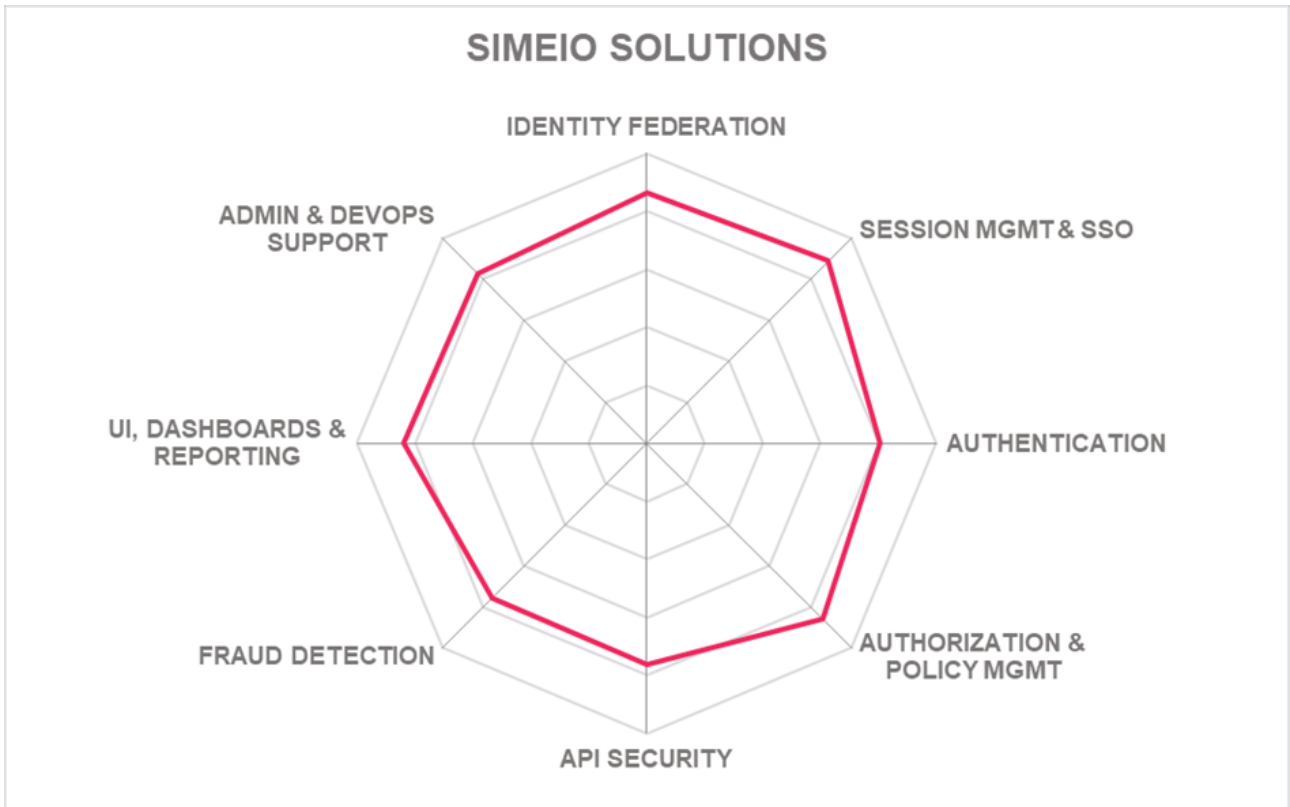 SIMEIO SOLUTIONS
IDENTITY FEDERATION
ADMIN & DEVOPS
SUPPORT
SESSION MGMT & SSO
UI, DASHBOARDS &
REPORTING
AUTHENTICATION
FRAUD DETECTION
AUTHORIZATION &
POLICY MGMT
API SECURITY